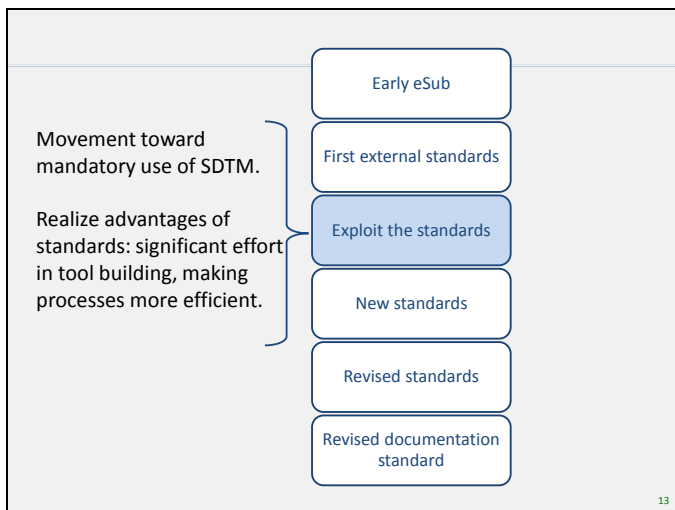 Early eSub
Movement toward
mandatory use of SDTM.
First external standards
Realize advantages of
standards: significant effort
in tool building, making
processes more efficient.
Exploit the standards
New standards
Revised standards
Revised documentation
standard
13